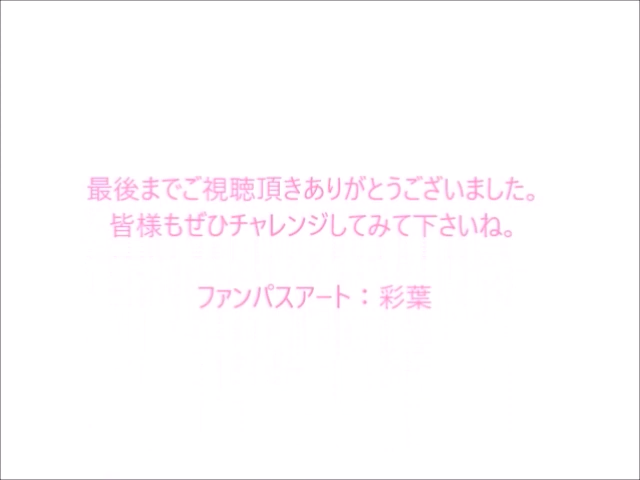 最後までご視聴頂きありがとうございました。
皆様もぜひチャレンジしてみて下さいね。
ファンパスアート：彩葉